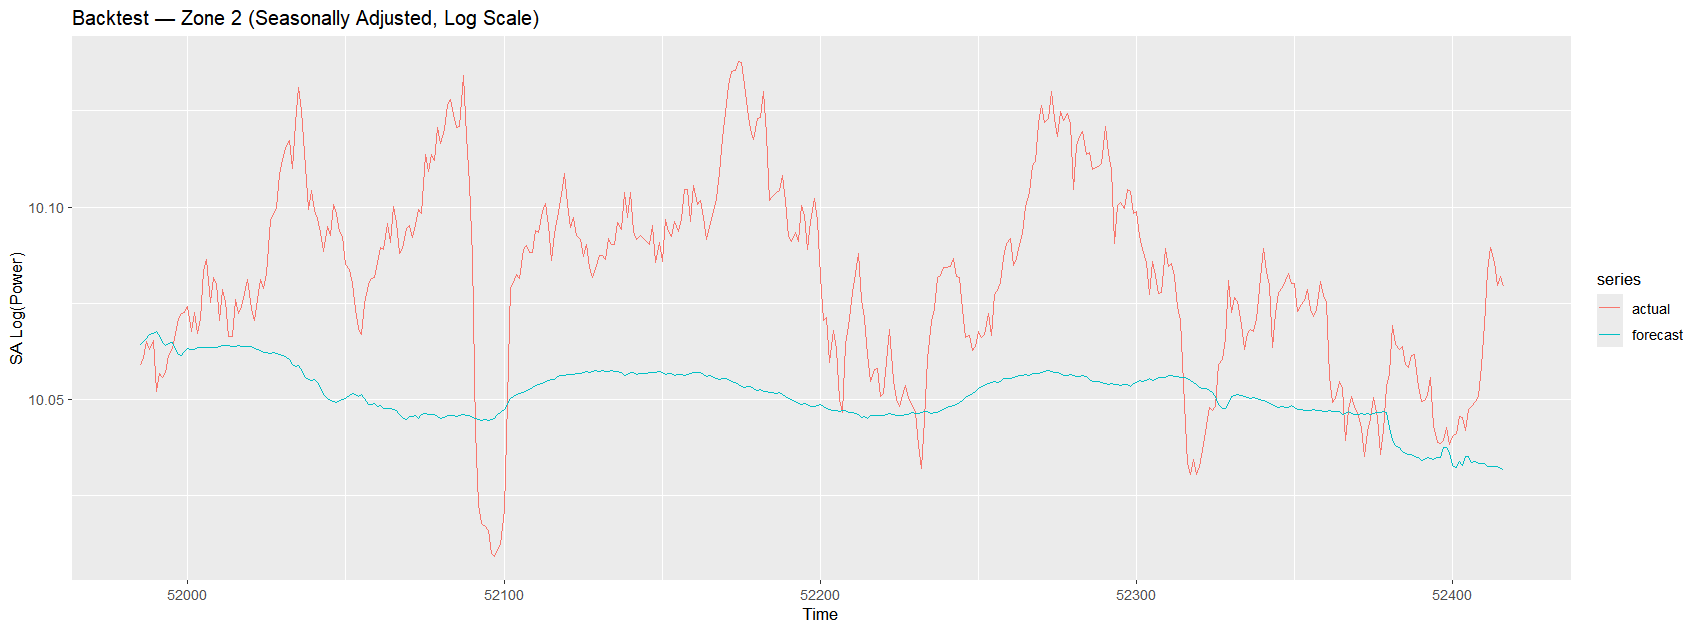 Backtest — Zone 2 (Seasonally Adjusted, Log Scale)
10.10
10.05
SA Log(Power)
52000
52100
52200
52300
52400
Time
series
actual
forecast